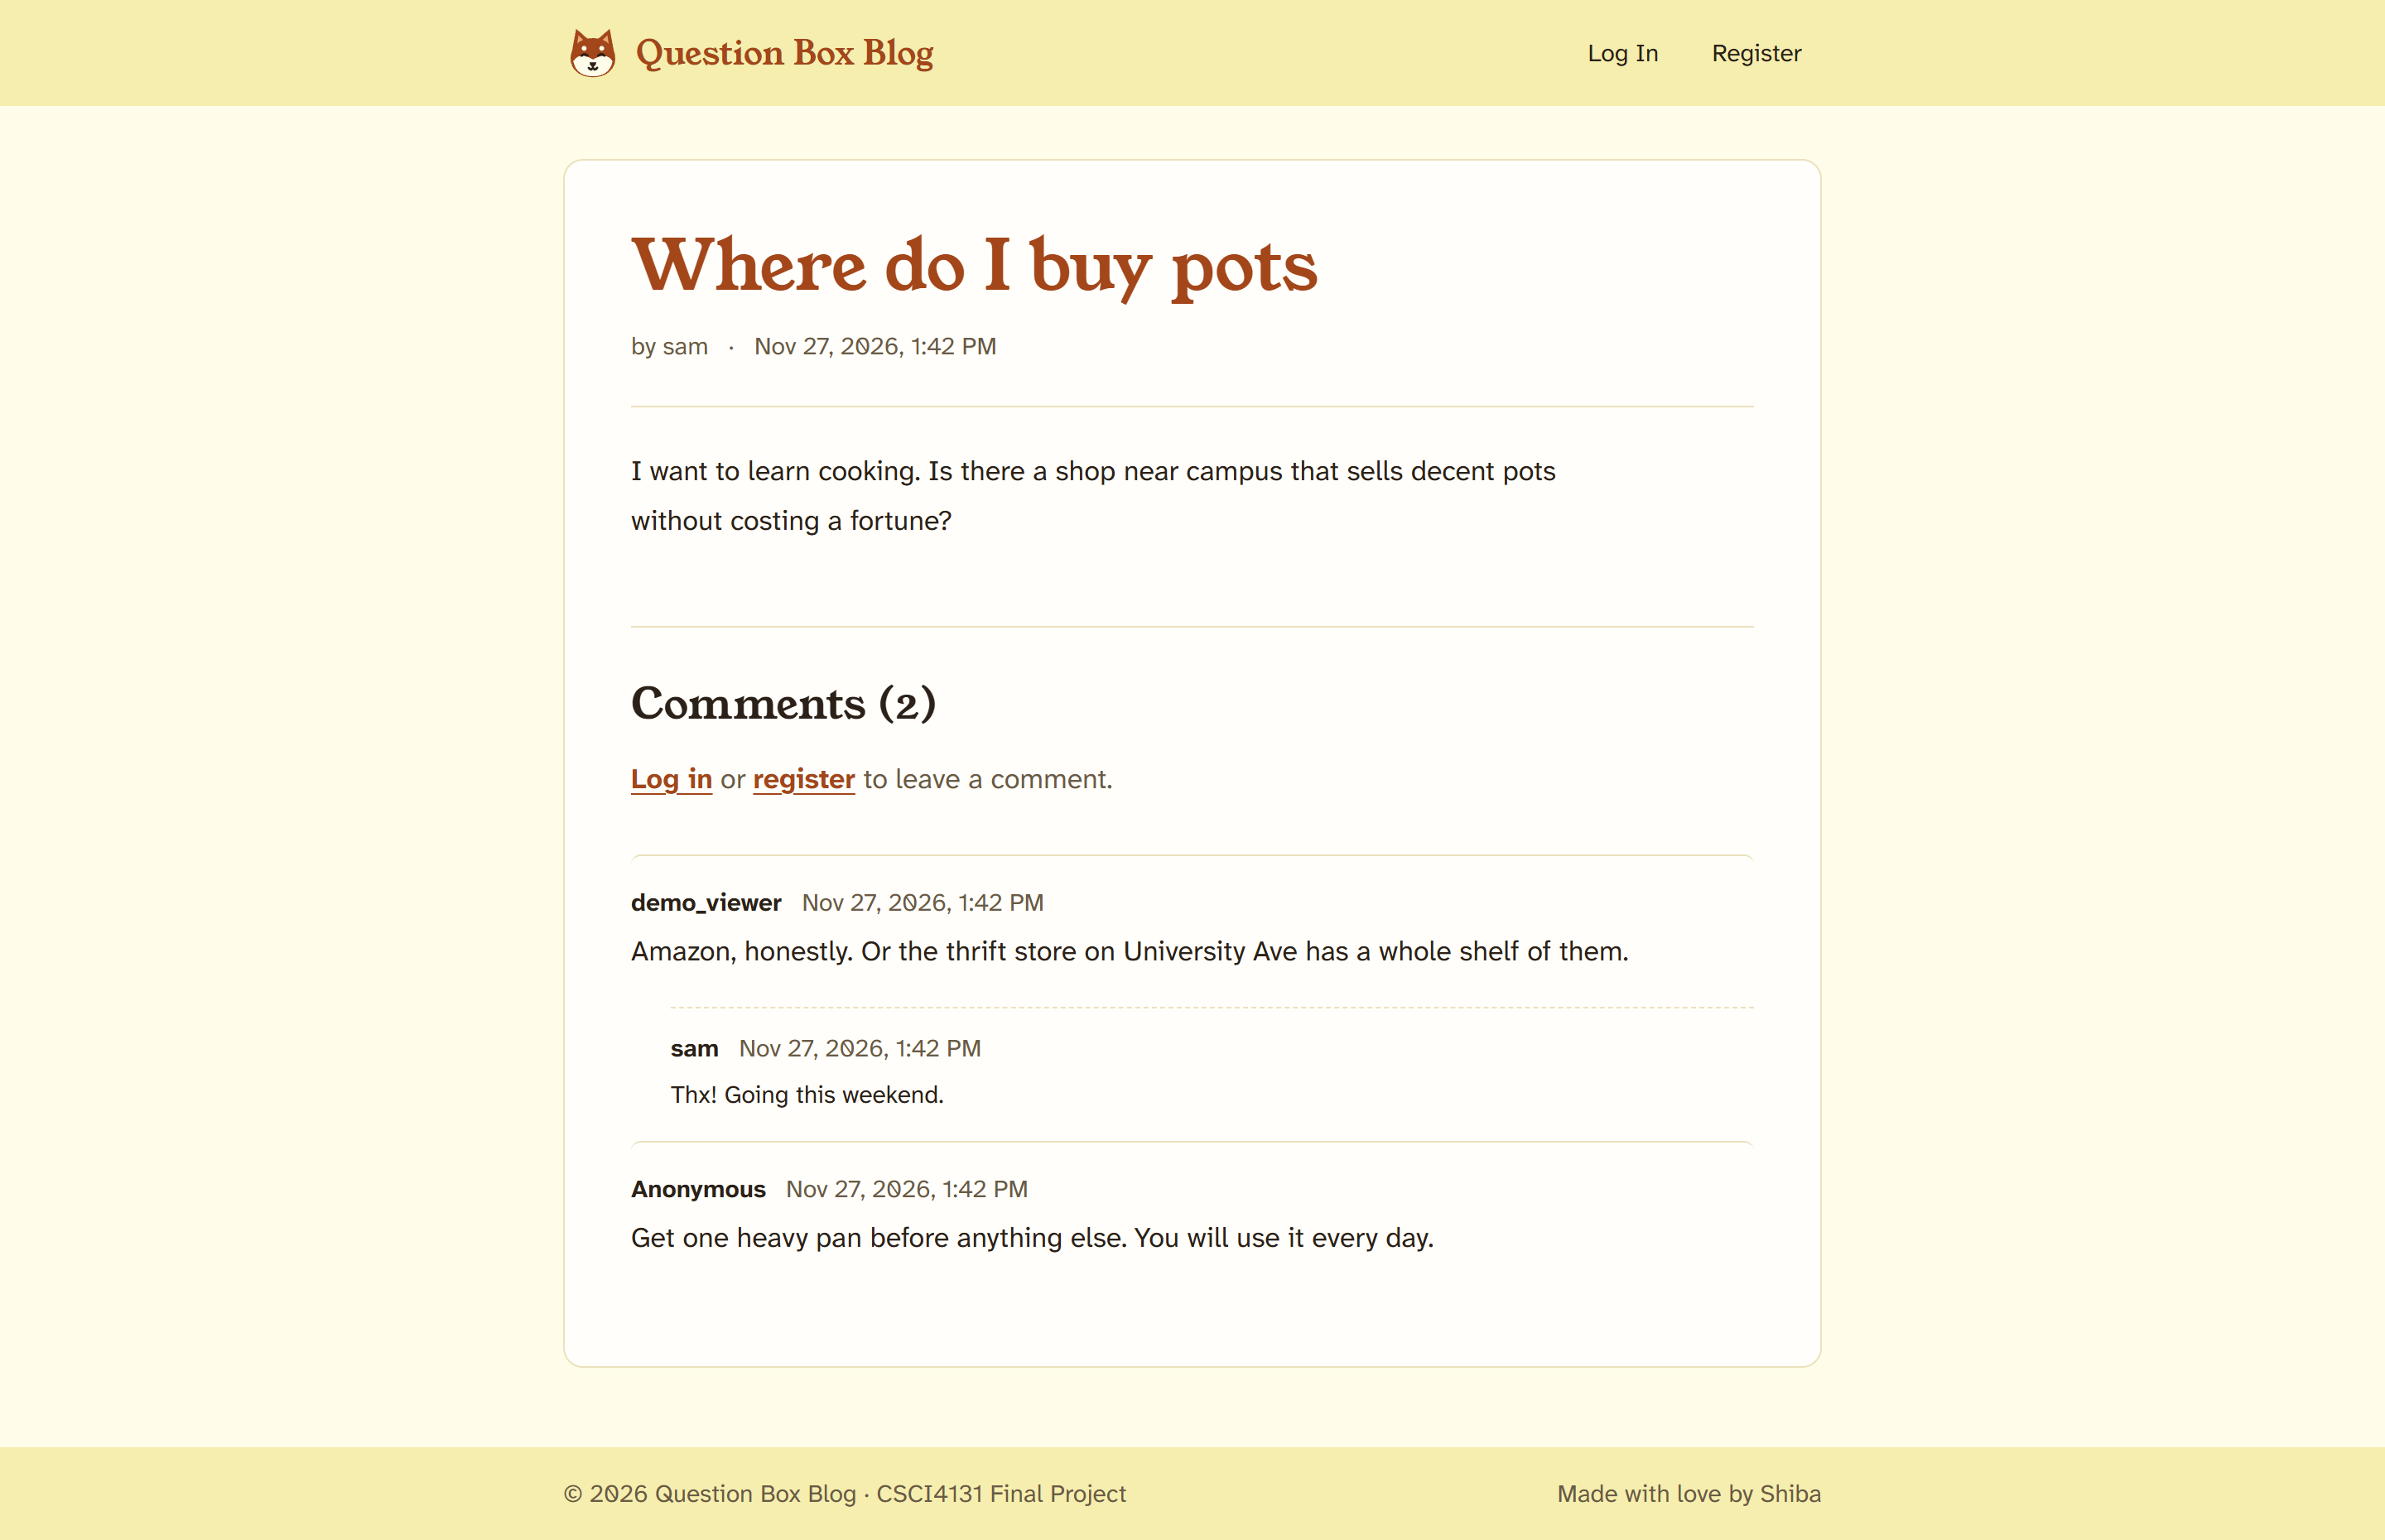 Question Box Blog
Log In
Register
Where do I buy pots
by sam · Nov 27, 2026, 1:42 PM
I want to learn cooking. Is there a shop near campus that sells decent pots
without costing a fortune?
Comments (2)
Log in or register to leave a comment.
demo_viewer Nov 27, 2026, 1:42 PM
Amazon, honestly. Or the thrift store on University Ave has a whole shelf of them.
sam Nov 27, 2026, 1:42 PM
Thx! Going this weekend.
Anonymous Nov 27, 2026, 1:42 PM
Get one heavy pan before anything else. You will use it every day.
© 2026 Question Box Blog · CSCI4131 Final Project
Made with love by Shiba